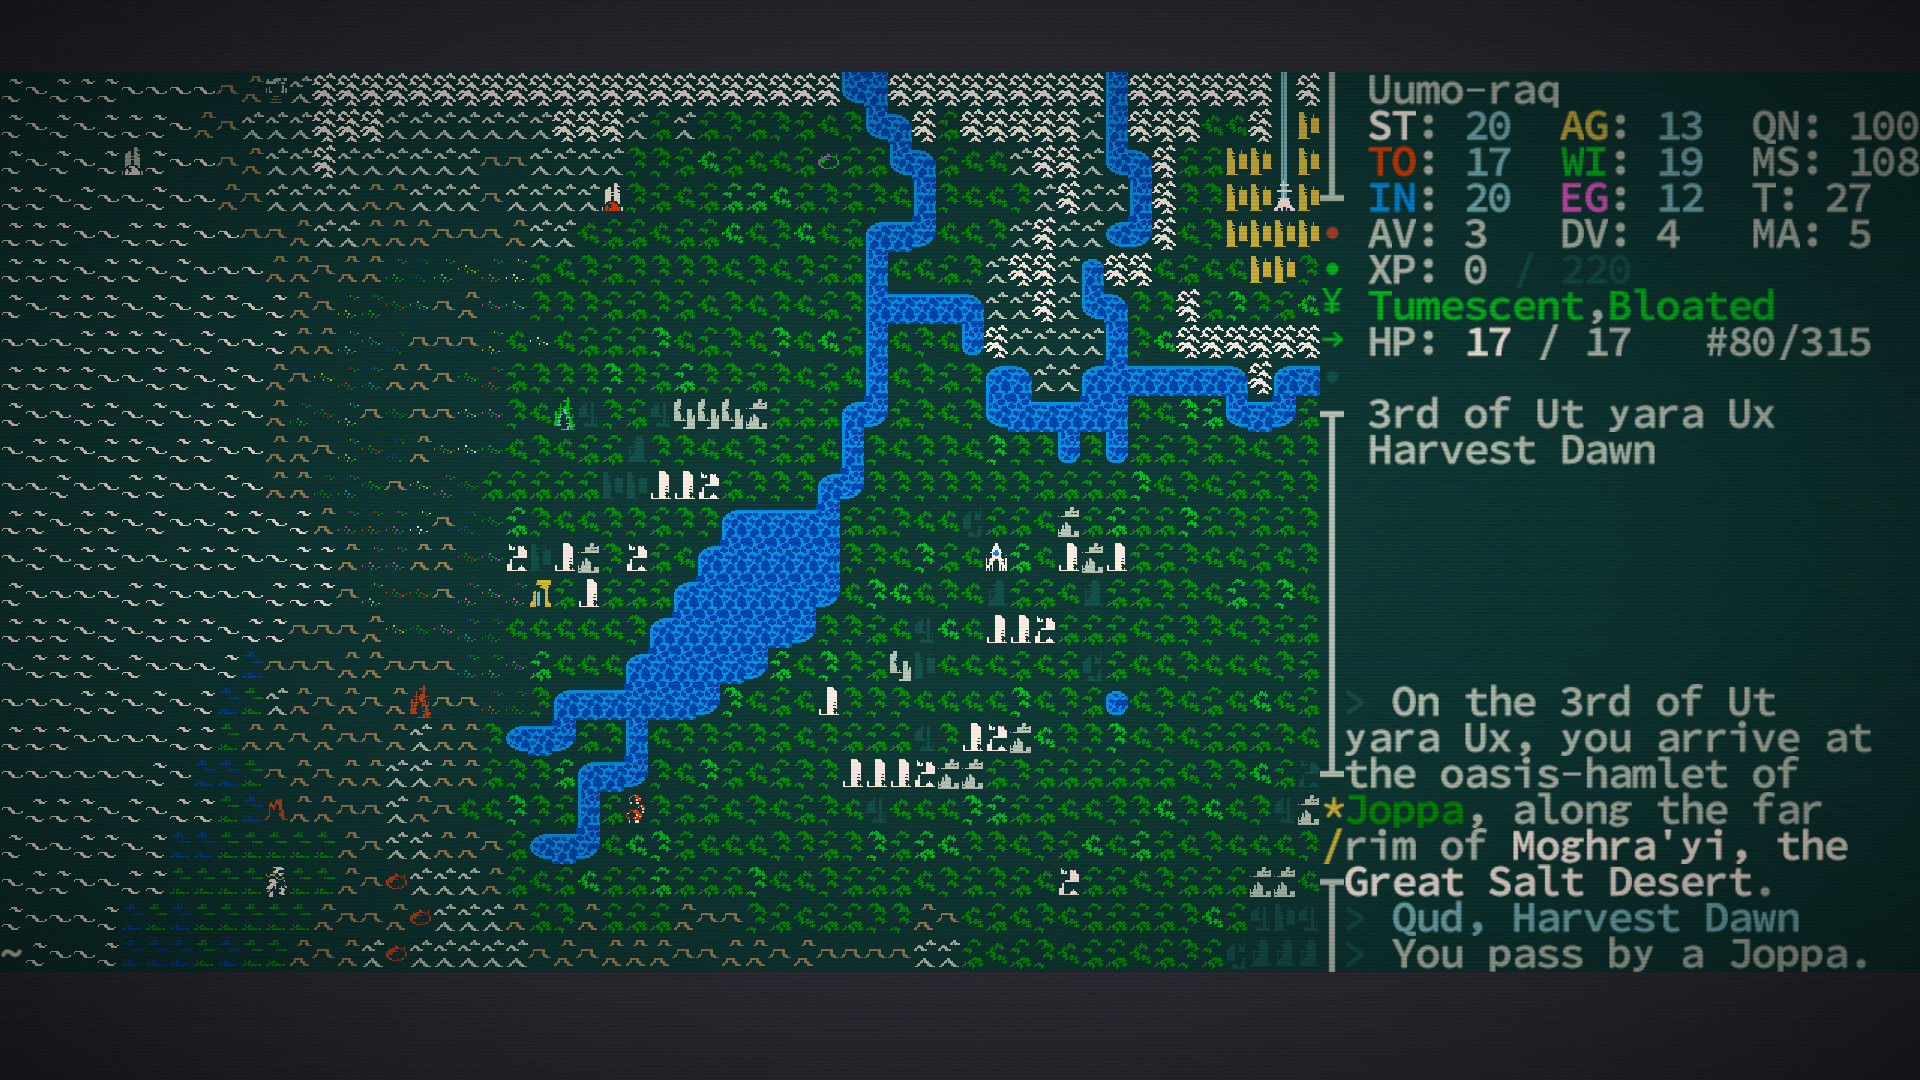 Uumo-raq
ST: 20 AG: 13 QN: 100
TO: 17 WI: 19 MS: 108
IN: 20 EG: 12 T: 27
AV: 3 DV: 4 MA: 5
XP: 0 / 220
Tumescent,Bloated
HP: 17 / 17 #80/315
3rd of Ut yara Ux
Harvest Dawn
> On the 3rd of Ut
yara Ux, you arrive at
the oasis-hamlet of
Joppa, along the far
rim of Moghra'yi, the
Great Salt Desert.
> Qud, Harvest Dawn
> You pass by a Joppa.